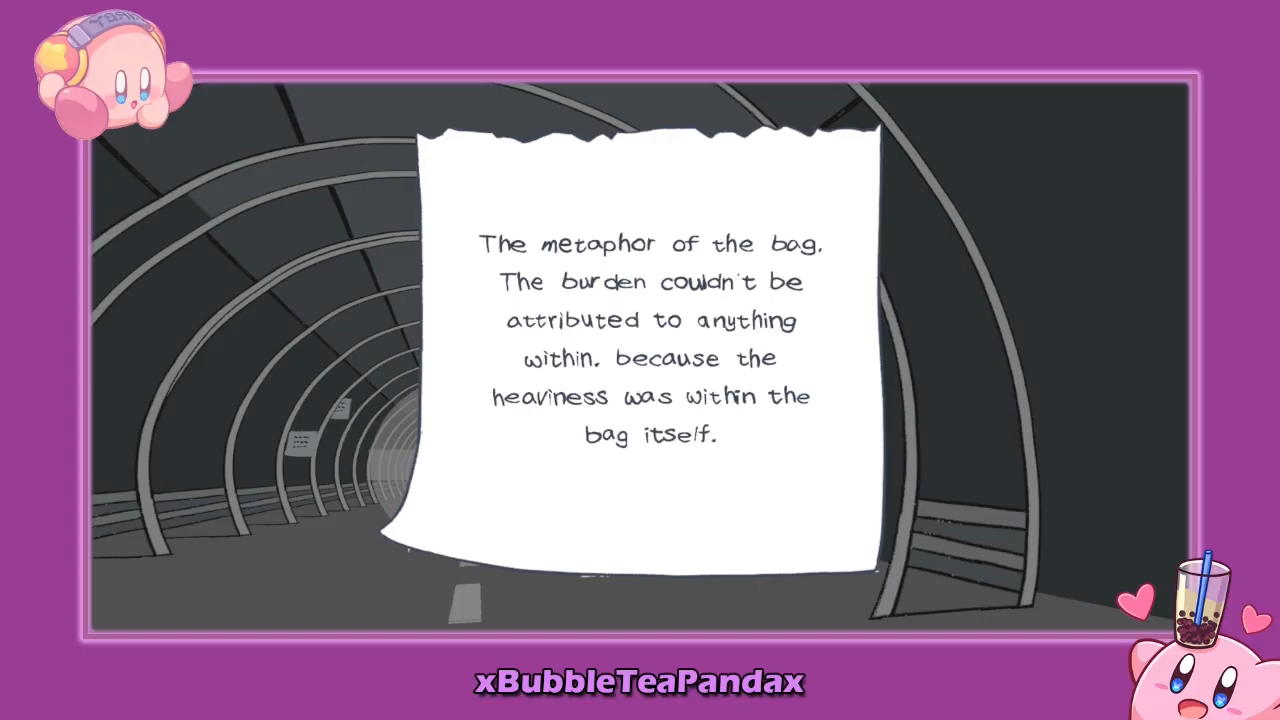 The metaphor of the bag.
The burden couldn't be
attributed to anything
within. because the
heaviness was within the
bag itself.
xBubbleTeaPandax